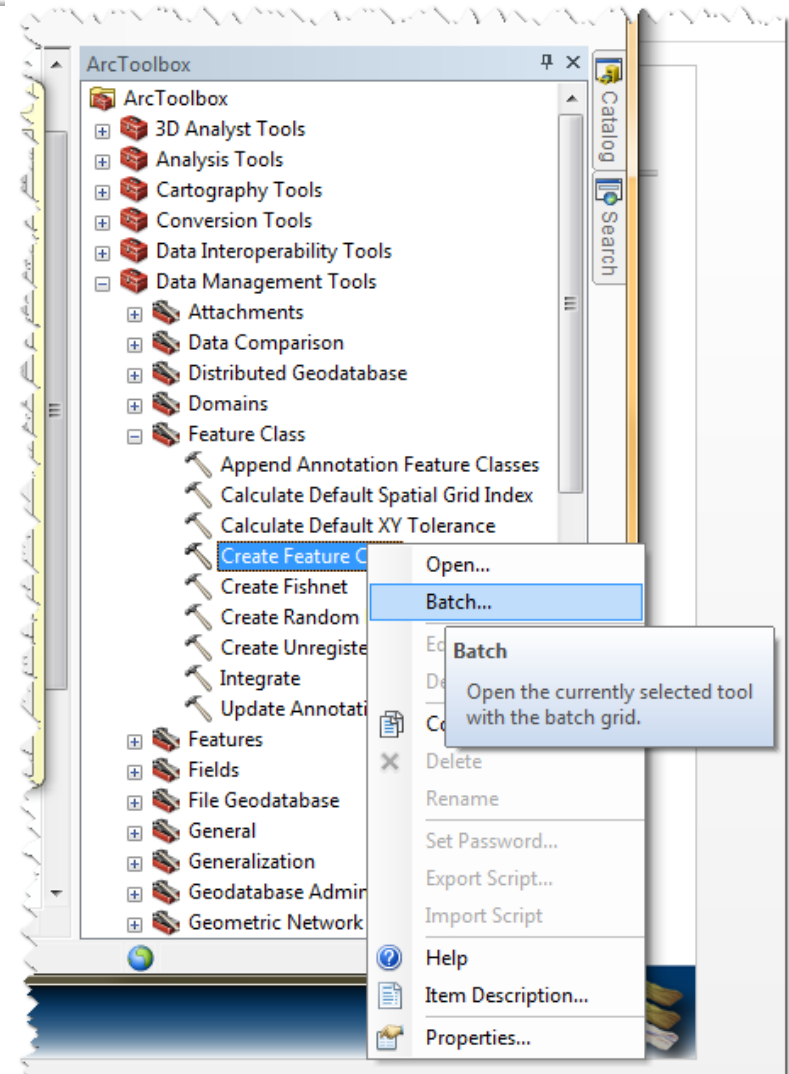 ArcToolbox
ArcToolbox
3D Analyst Tools
Analysis Tools
Cartography Tools
Conversion Tools
Data Interoperability Tools
Data Management Tools
Attachments
Data Comparison
Distributed Geodatabase
Domains
Feature Class
Append Annotation Feature Classes
Calculate Default Spatial Grid Index
Calculate Default XY Tolerance
Create Feature C
Create Fishnet
Create Random
Create Unregiste
Integrate
Update Annotati
Features
Fields
File Geodatabase
General
Generalization
Geodatabase Admin
Geometric Network
Catalog
Search
Open...
Batch...
Ed
De
Co
Delete
Rename
Set Password...
Export Script...
Import Script
Help
Item Description...
Properties...
Batch
Open the currently selected tool
with the batch grid.